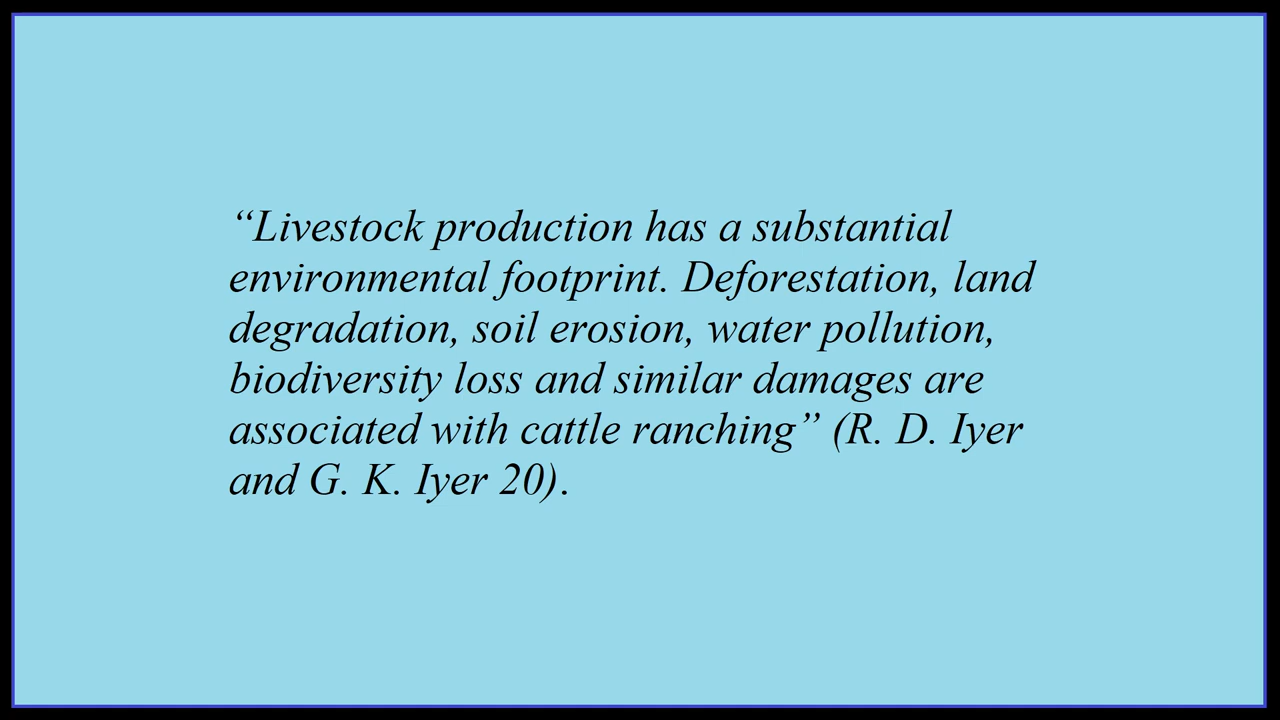 “Livestock production has a substantial
environmental footprint. Deforestation, land
degradation, soil erosion, water pollution,
biodiversity loss and similar damages are
associated with cattle ranching” (R. D. Iyer
and G. K. Iyer 20).